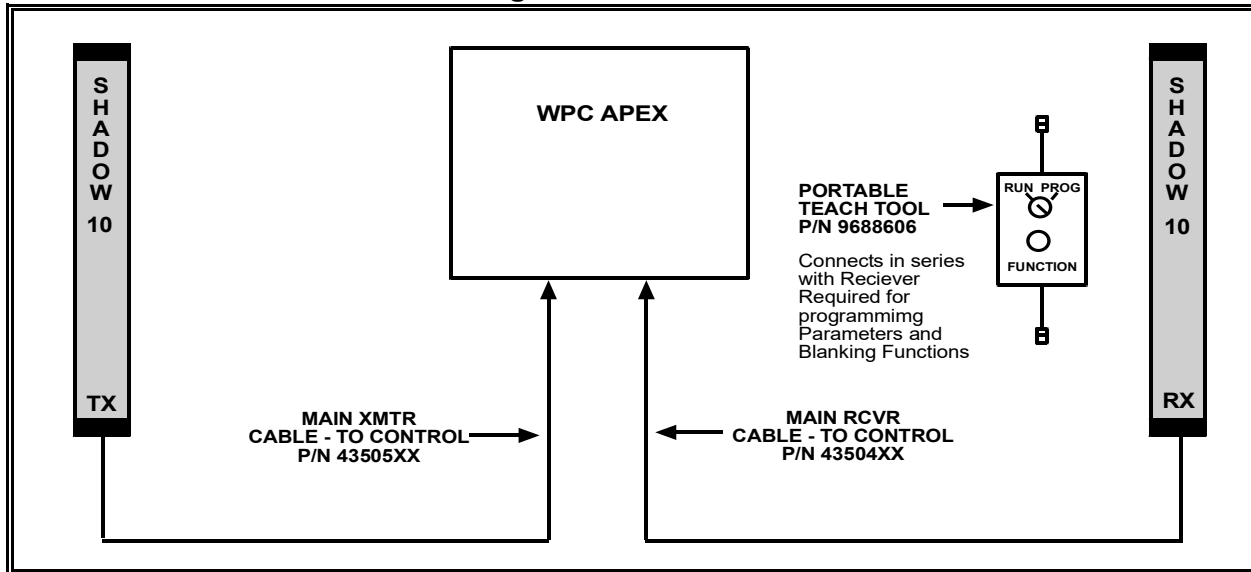 S
H
A
D
O
W
10
TX
WPC APEX
PORTABLE
TEACH TOOL
P/N 9688606
Connects in series
with Reciever
Required for
programmimg
Parameters and
Blanking Functions
RUN PROG
FUNCTION
S
H
A
D
O
W
10
RX
MAIN XMTR
CABLE - TO CONTROL
P/N 43505XX
MAIN RCVR
CABLE - TO CONTROL
P/N 43504XX